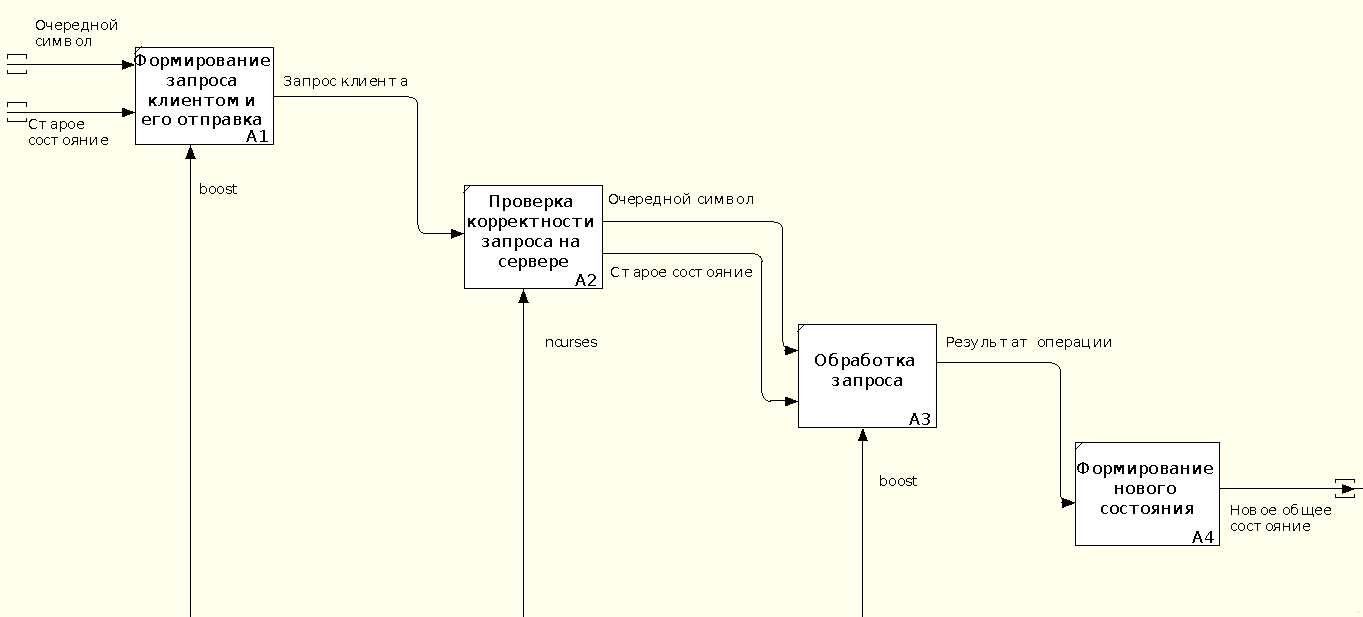 Очередной
символ
Формирование
запроса
клиентом и
его отправка
A1
Запрос клиента
Старое
состояние
boost
Проверка
корректности
запроса на
сервере
A2
Очередной символ
Старое состояние
ncurses
Обработка
запроса
A3
Результат операции
boost
Формирование
нового
состояния
A4
Новое общее
состояние